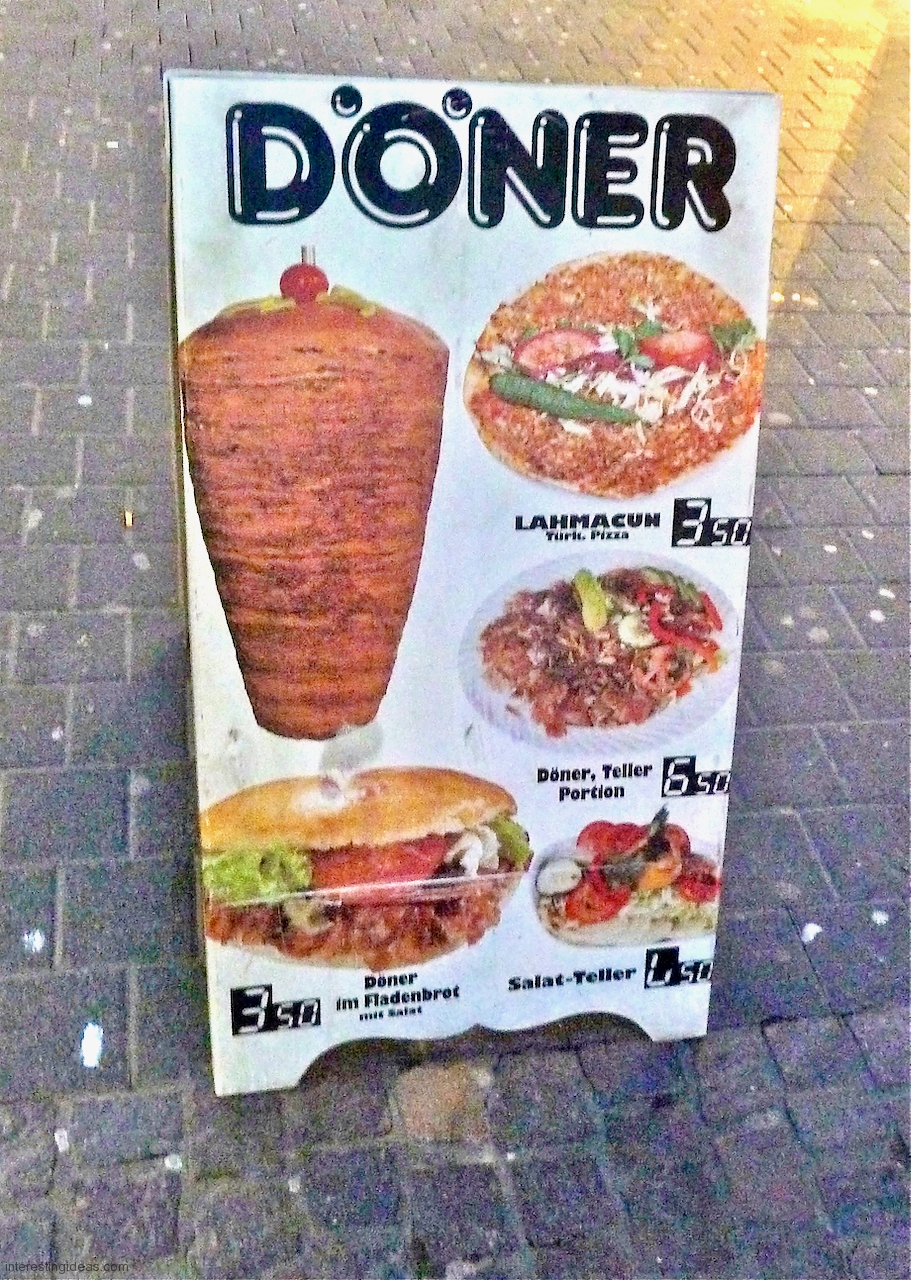 DÖNER
LAHMACUN 3,50
Türk. Pizza
Döner, Teller 6,50
Portion
Salat-Teller 50
Döner
im Fladenbrot
mit Salat
3,50
interestingideas.com